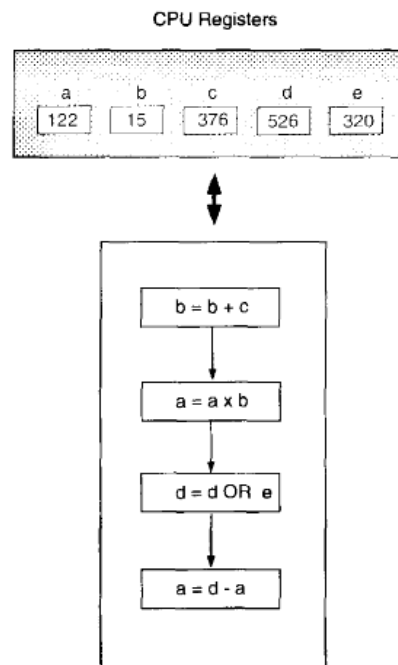 CPU Registers
a b c d e
122 15 376 526 320
b = b + c
a = a x b
d = d OR e
a = d - a